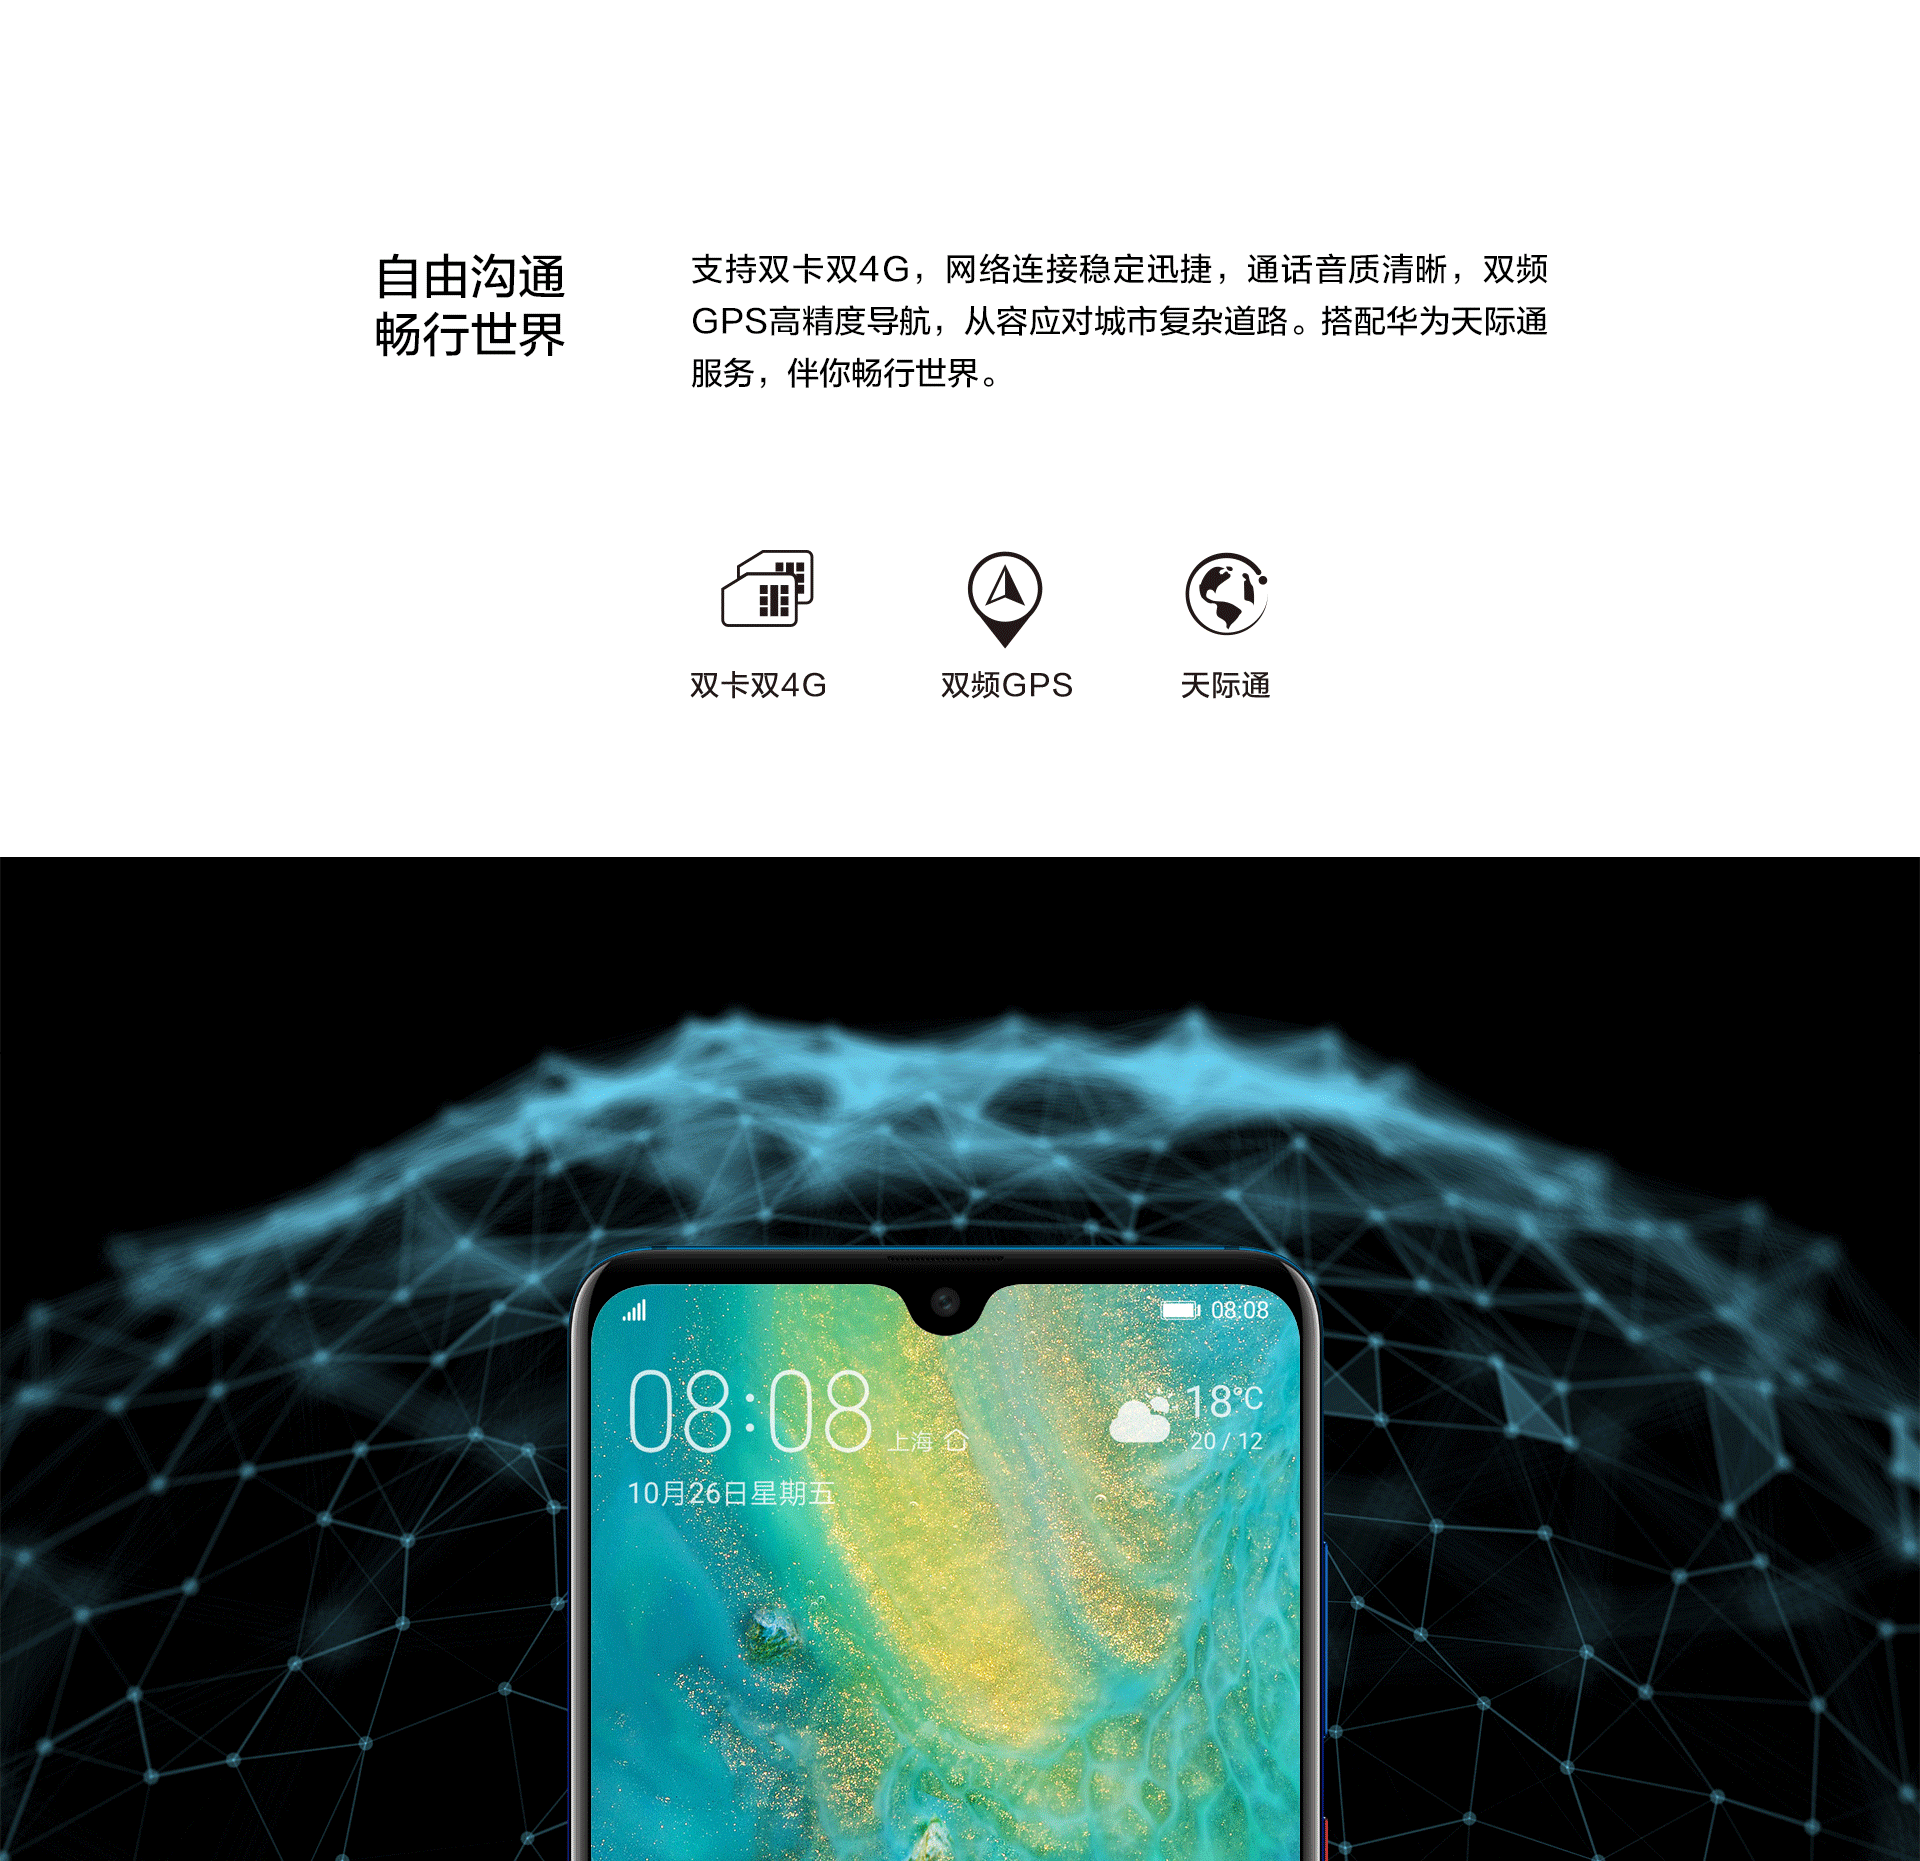 自由沟通
畅行世界
支持双卡双4G，网络连接稳定迅捷，通话音质清晰，双频
GPS高精度导航，从容应对城市复杂道路。搭配华为天际通
服务，伴你畅行世界。
双卡双4G
双频GPS
天际通
08:08
08:08
上海
18°C
20 / 12
10月26日星期五